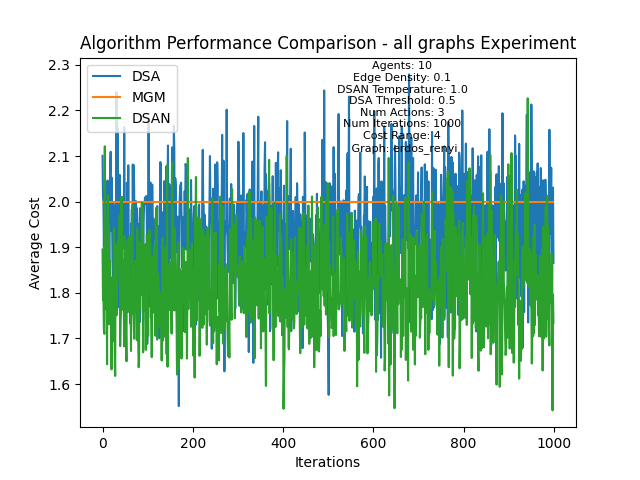 Algorithm Performance Comparison - all graphs Experiment
DSA
MGM
DSAN
Agents: 10
Edge Density: 0.1
DSAN Temperature: 1.0
DSA Threshold: 0.5
Num Actions: 3
Num Iterations: 1000
Cost Range: 4
Graph: erdos_renyi
Average Cost
2.3
2.2
2.1
2.0
1.9
1.8
1.7
1.6
0 200 400 600 800 1000
Iterations